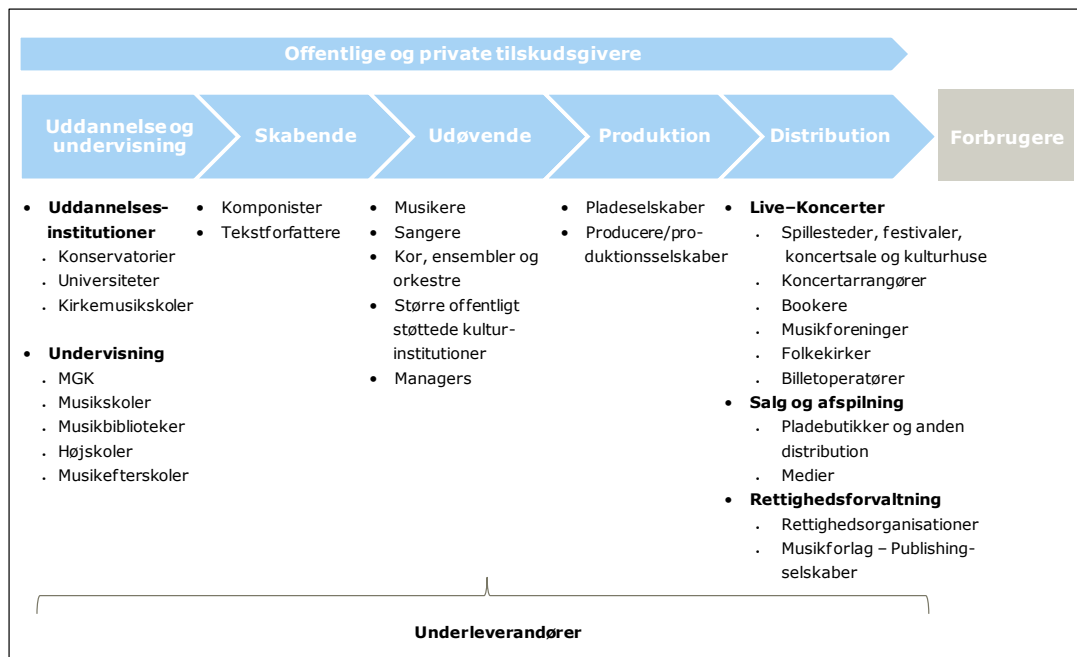 Offentlige og private tilskudsgivere
Uddannelse og
undervisning
Skabende
Udøvende
Produktion
Distribution
Forbrugere
• Uddannelses-
institutioner
• Konservatorier
• Universiteter
• Kirkemusikskoler
• Undervisning
• MGK
• Musikskoler
• Musikbiblioteker
• Højskoler
• Musikefterskoler
• Komponister
• Tekstforfattere
• Musikere
• Sangere
• Kor, ensembler og
orkestre
• Større offentligt
støttede kultur-
institutioner
• Managers
• Pladeselskaber
• Producere/pro-
duktionsselskaber
• Live–Koncerter
• Spillesteder, festivaler,
koncertsale og kulturhuse
• Koncertarrangører
• Bookere
• Musikforeninger
• Folkekirker
• Billetoperatører
• Salg og afspilning
• Pladebutikker og anden
distribution
• Medier
• Rettighedsforvaltning
• Rettighedsorganisationer
• Musikforlag – Publishing-
selskaber
Underleverandører